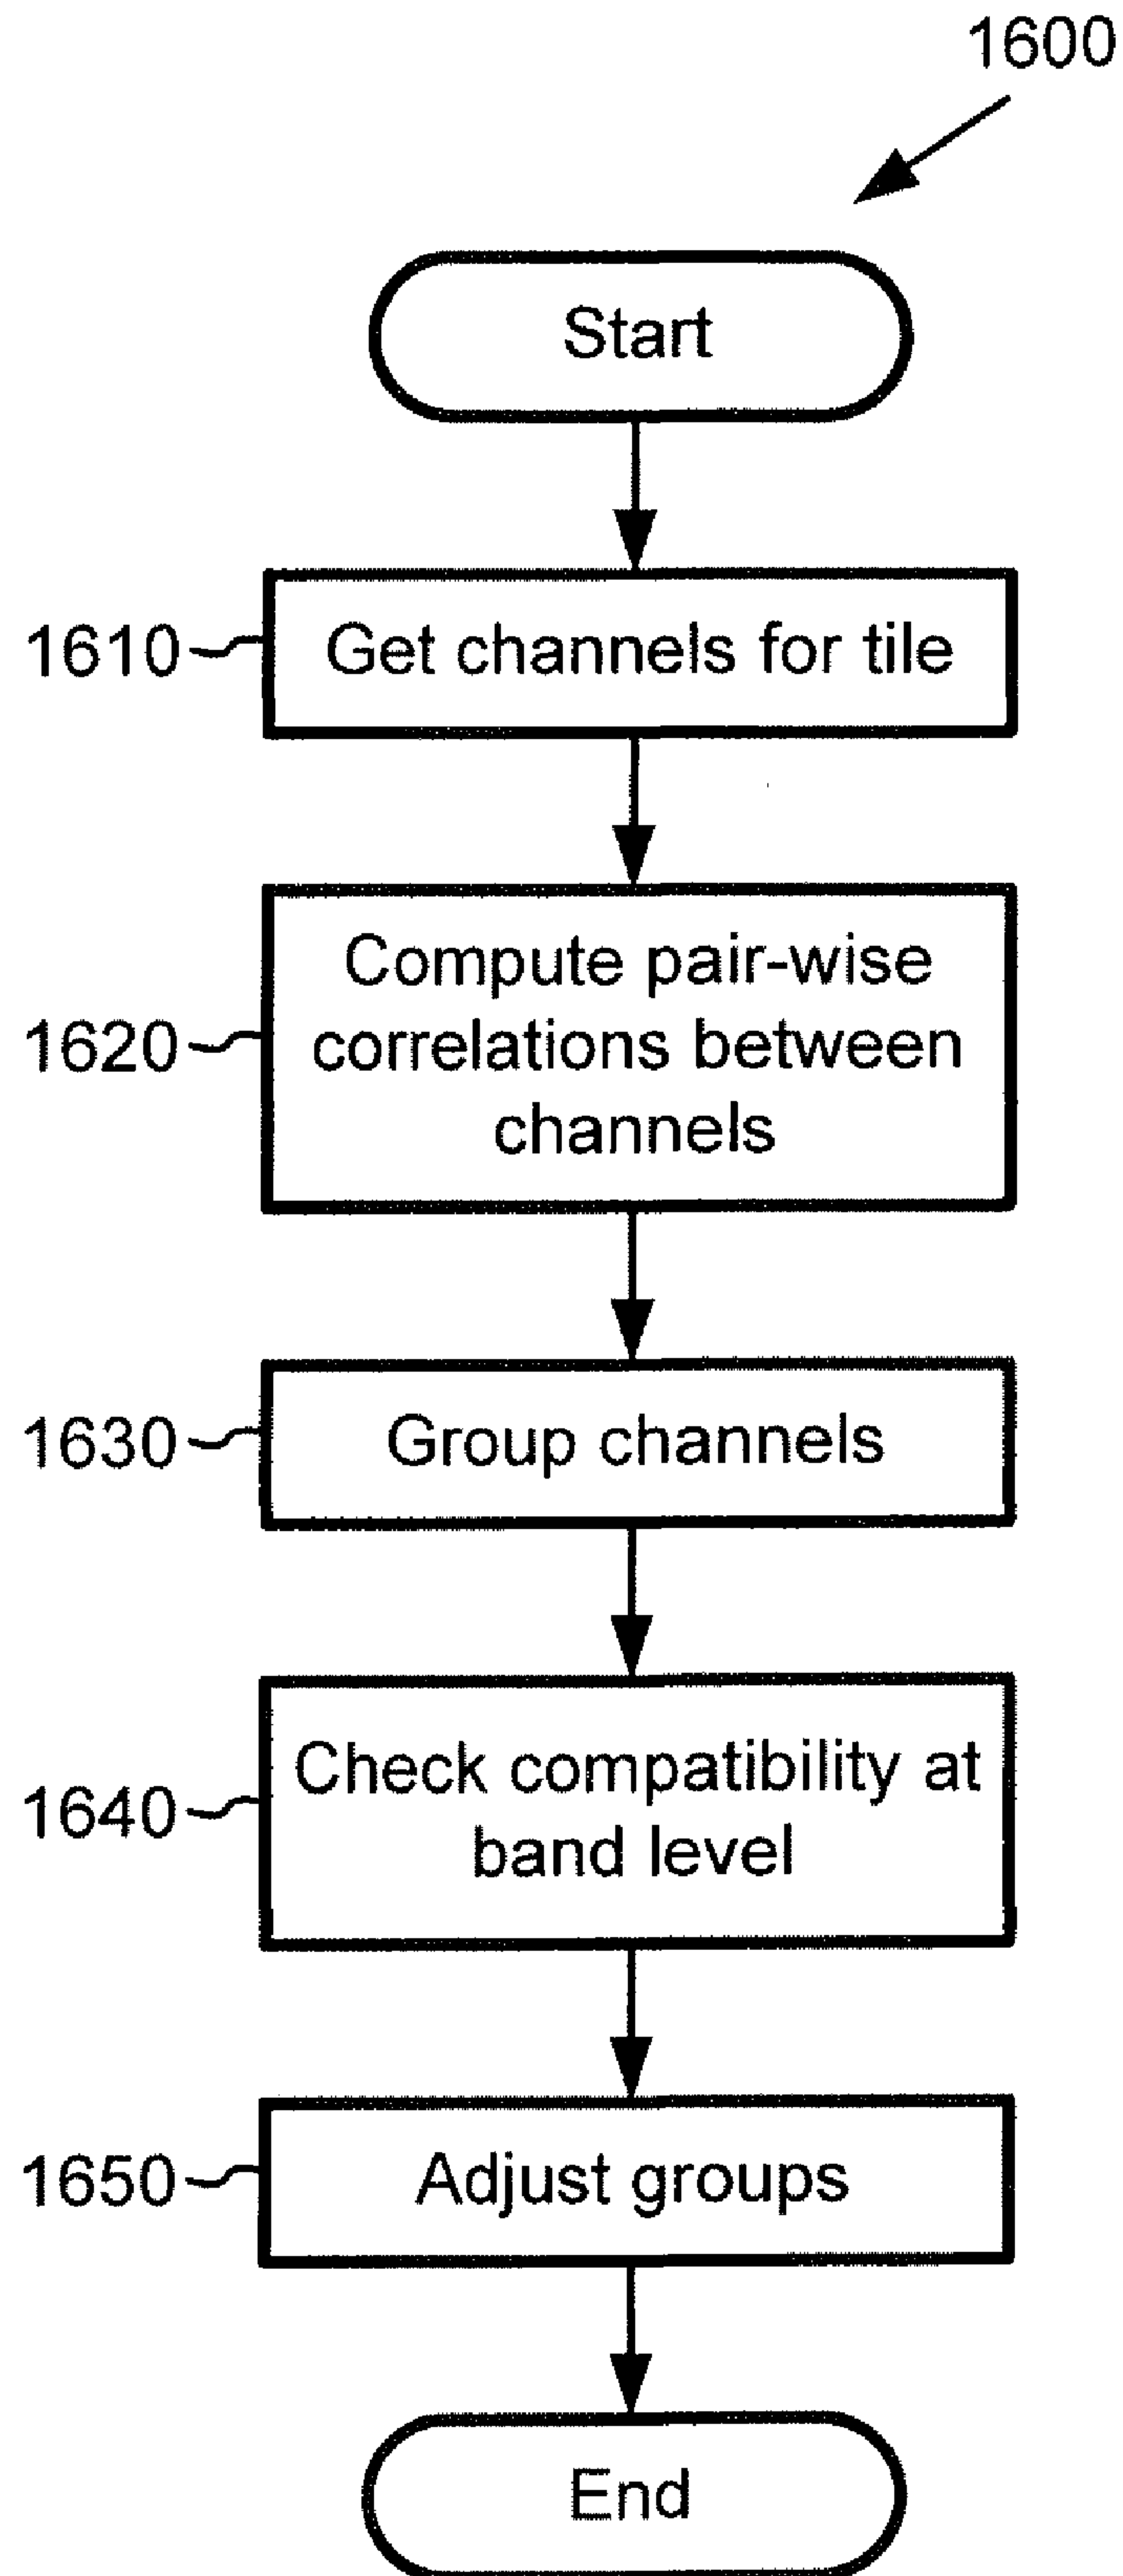 1600
Start
1610
Get channels for tile
1620
Compute pair-wise
correlations between
channels
1630
Group channels
1640
Check compatibility at
band level
1650
Adjust groups
End